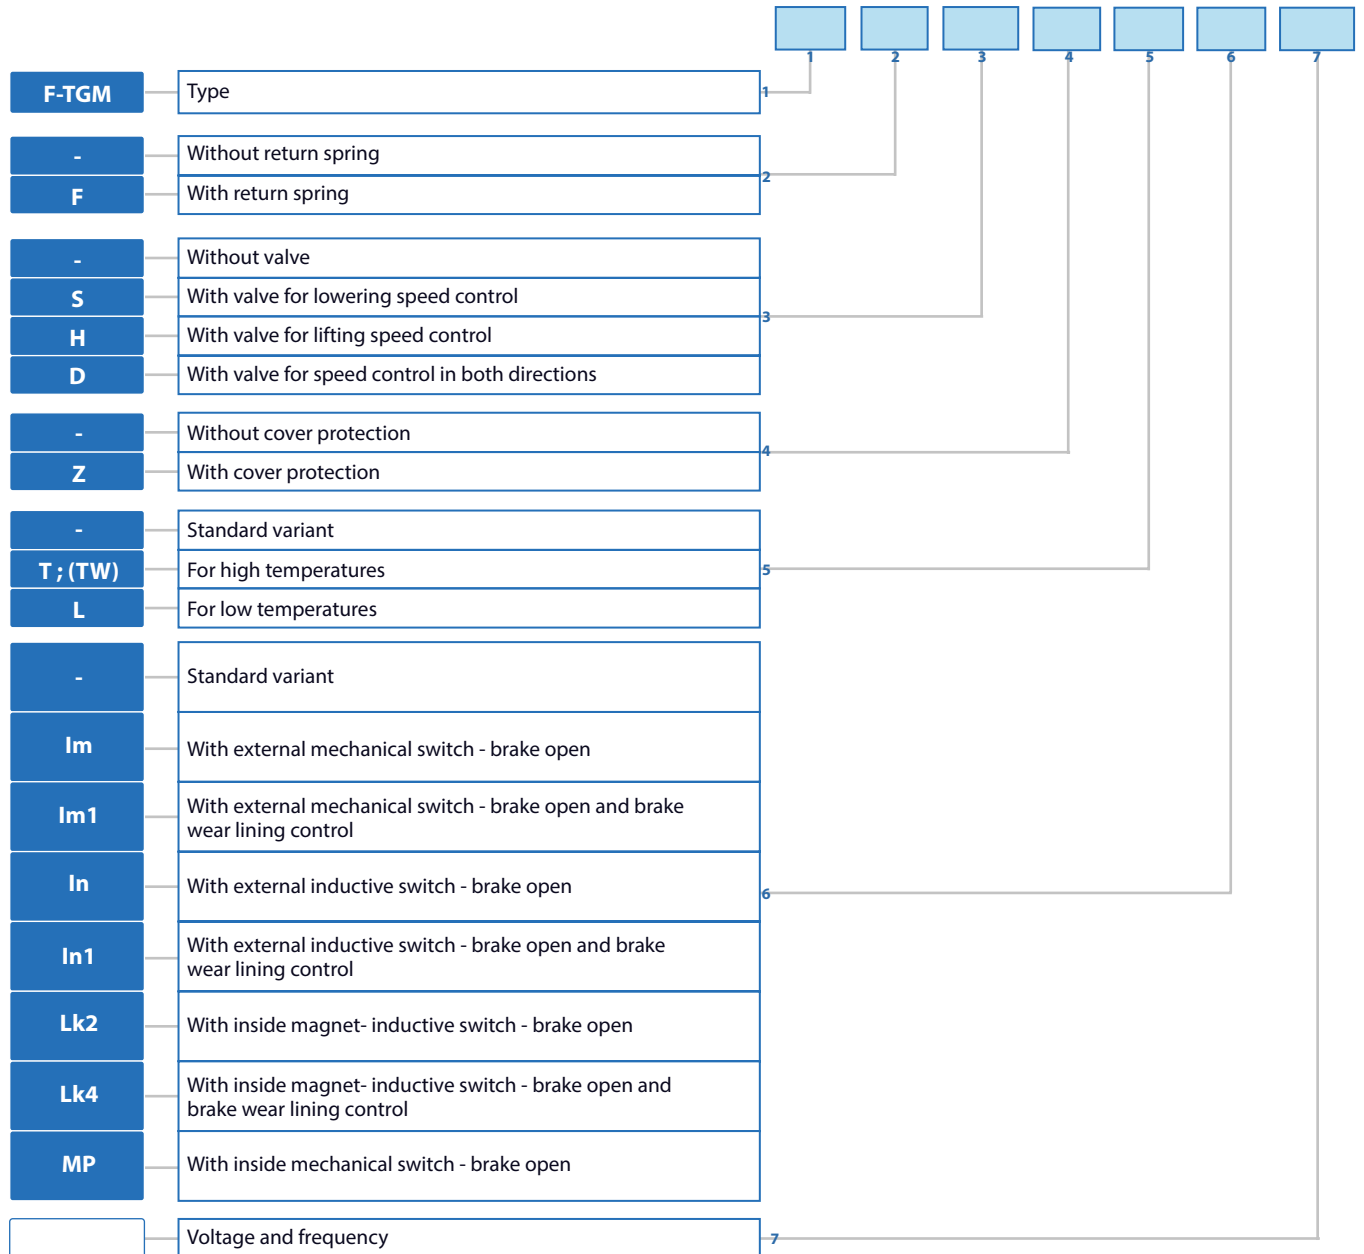 1 2 3 4 5 6 7
F-TGM Type 1
- Without return spring
2
F With return spring
- Without valve
S With valve for lowering speed control
3
H With valve for lifting speed control
D With valve for speed control in both directions
- Without cover protection
4
Z With cover protection
- Standard variant
T ; (TW) For high temperatures 5
L For low temperatures
- Standard variant
Im With external mechanical switch - brake open
Im1 With external mechanical switch - brake open and brake
wear lining control
In With external inductive switch - brake open 6
In1 With external inductive switch - brake open and brake
wear lining control
Lk2 With inside magnet- inductive switch - brake open
Lk4 With inside magnet- inductive switch - brake open and
brake wear lining control
MP With inside mechanical switch - brake open
Voltage and frequency 7